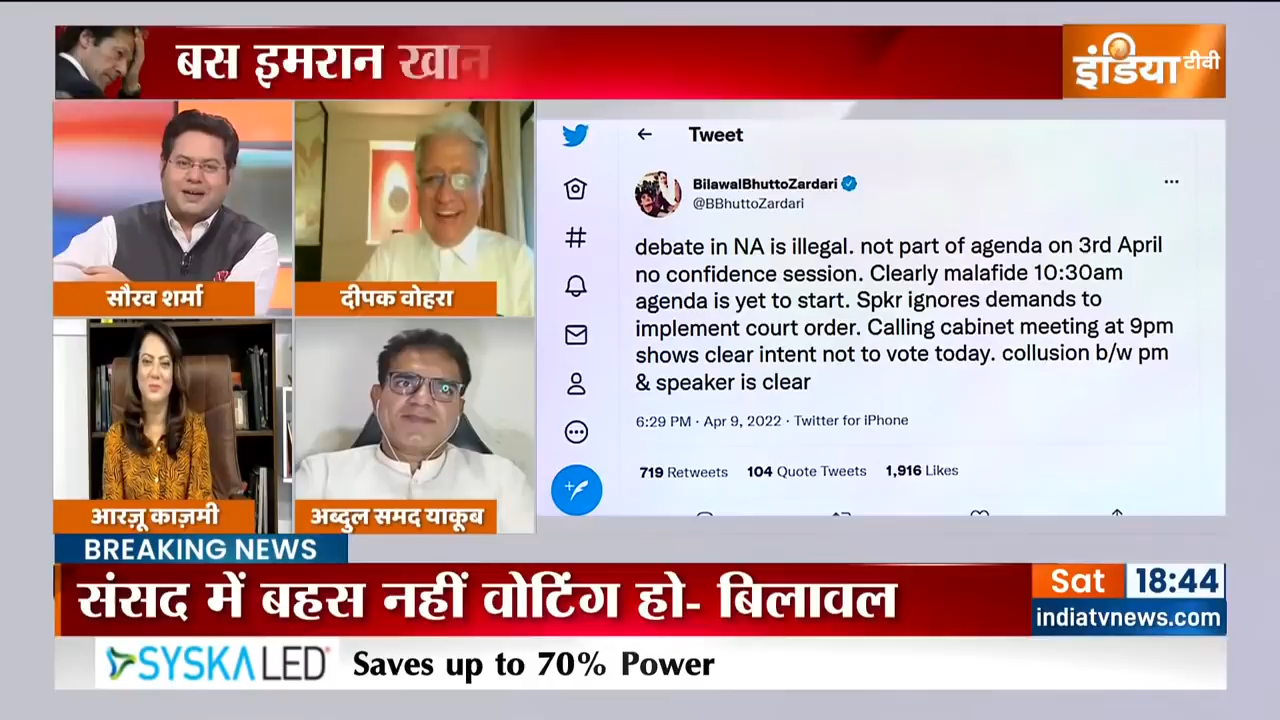 बस इमरान खान
इंडिया टीवी
सौरव शर्मा
दीपक वोहरा
आरज़ू काज़मी
अब्दुल समद याकूब
Tweet
BilawalBhuttoZardari
@BBhuttoZardari
debate in NA is illegal. not part of agenda on 3rd April
no confidence session. Clearly malafide 10:30am
agenda is yet to start. Spkr ignores demands to
implement court order. Calling cabinet meeting at 9pm
shows clear intent not to vote today. collusion b/w pm
& speaker is clear
6:29 PM · Apr 9, 2022 · Twitter for iPhone
719 Retweets 104 Quote Tweets 1,916 Likes
BREAKING NEWS
संसद में बहस नहीं वोटिंग हो- बिलावल
Sat 18:44
indiatvnews.com
SYSKA LED Saves up to 70% Power